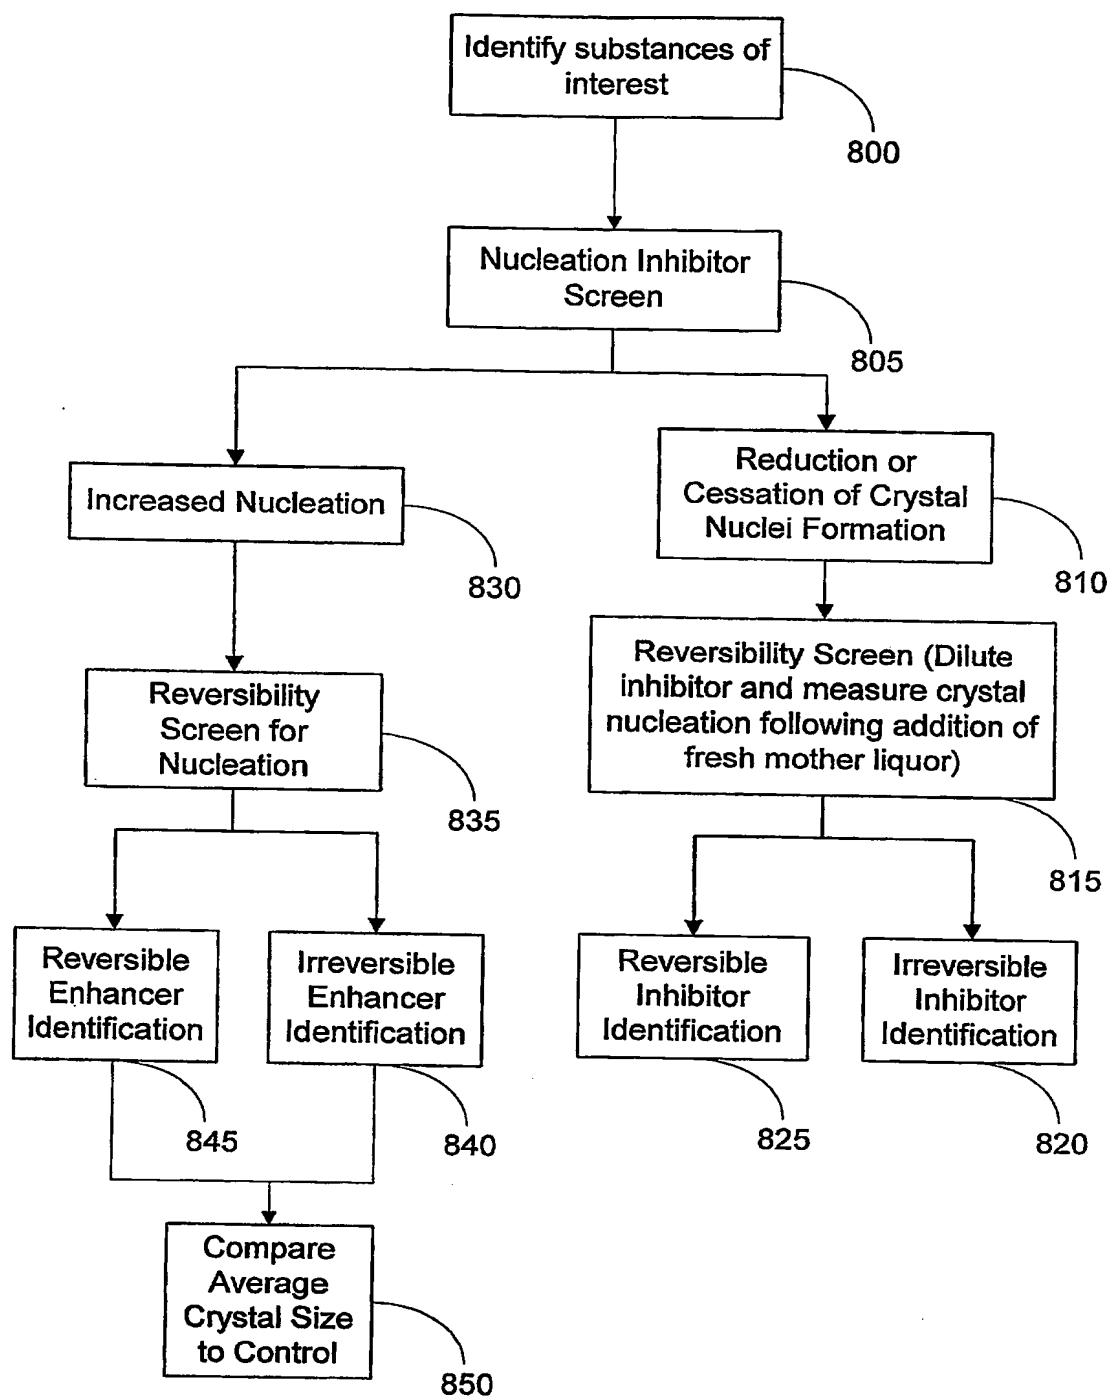 Identify substances of
interest
800
Nucleation Inhibitor
Screen
805
Increased Nucleation
830
Reduction or
Cessation of Crystal
Nuclei Formation
810
Reversibility
Screen for
Nucleation
835
Reversibility Screen (Dilute
inhibitor and measure crystal
nucleation following addition of
fresh mother liquor)
815
Reversible
Enhancer
Identification
845
Irreversible
Enhancer
Identification
840
Reversible
Inhibitor
Identification
825
Irreversible
Inhibitor
Identification
820
Compare
Average
Crystal Size
to Control
850